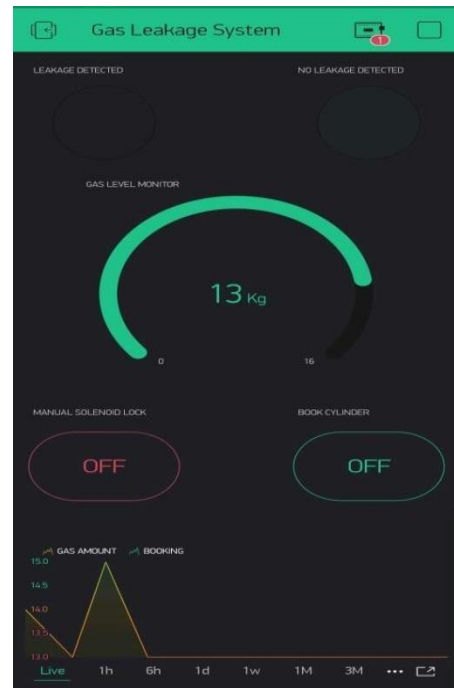 Gas Leakage System
1
LEAKAGE DETECTED
NO LEAKAGE DETECTED
GAS LEVEL MONITOR
13 Kg
0
16
MANUAL SOLENOID LOCK
BOOK CYLINDER
OFF
OFF
GAS AMOUNT
BOOKING
15.0
14.5
14.0
13.5
13.0
Live 1h 6h 1d 1w 1M 3M ...